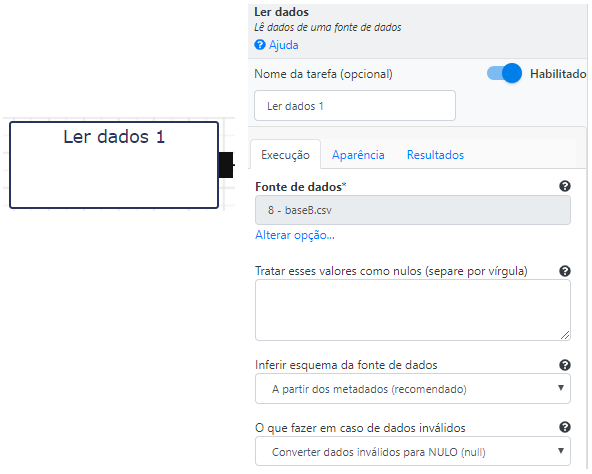 Ler dados 1
Ler dados
Lê dados de uma fonte de dados
Ajuda
Nome da tarefa (opcional)
Habilitado
Ler dados 1
Execução
Aparência
Resultados
Fonte de dados*
8 - baseB.csv
Alterar opção...
Tratar esses valores como nulos (separe por vírgula)
Inferir esquema da fonte de dados
A partir dos metadados (recomendado)
O que fazer em caso de dados inválidos
Converter dados inválidos para NULO (null)